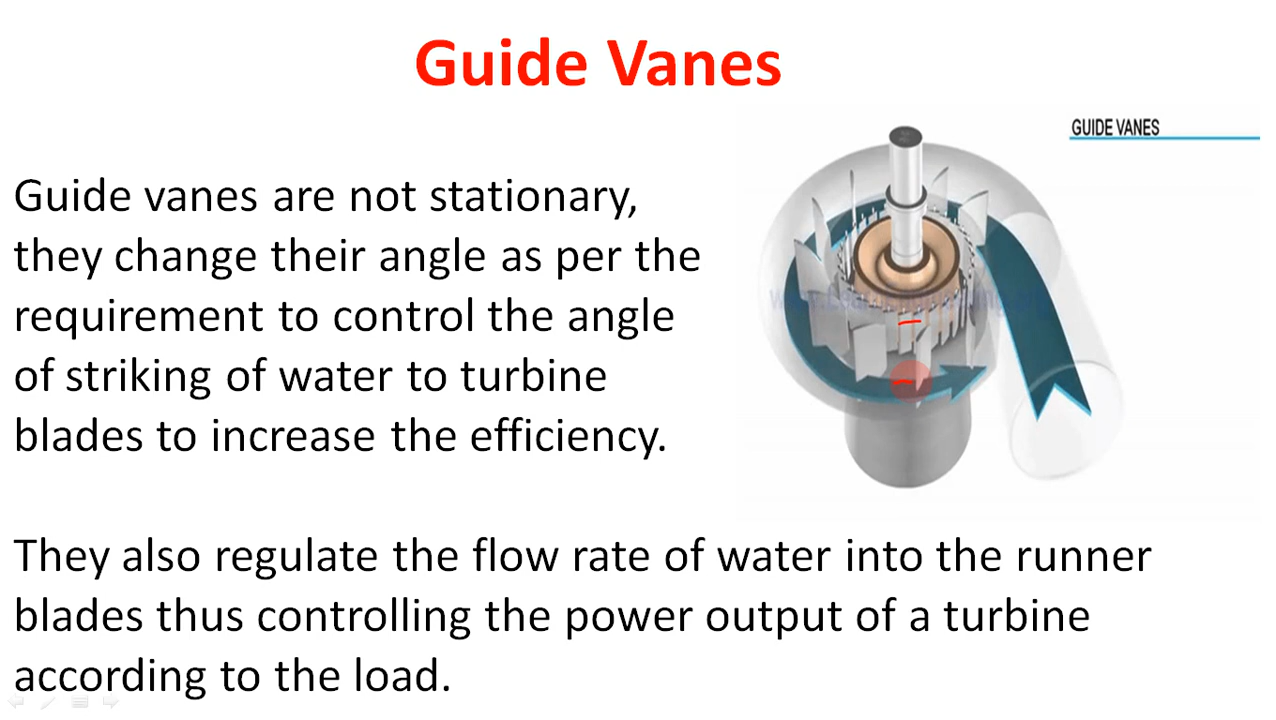 Guide Vanes
GUIDE VANES
Guide vanes are not stationary,
they change their angle as per the
requirement to control the angle
of striking of water to turbine
blades to increase the efficiency.
They also regulate the flow rate of water into the runner
blades thus controlling the power output of a turbine
according to the load.